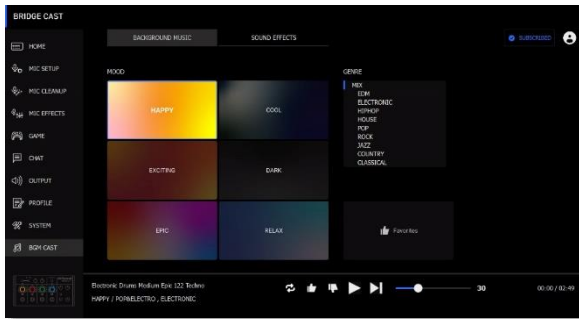 BRIDGE CAST
BACKGROUND MUSIC
SOUND EFFECTS
SUBSCRIBED
HOME
MIC SETUP
MIC CLEANUP
MIC EFFECTS
GAME
CHAT
OUTPUT
PROFILE
SYSTEM
BGM CAST
MOOD
HAPPY
COOL
EXCITING
DARK
EPIC
RELAX
GENRE
MIX
EDM
ELECTRONIC
HIPHOP
HOUSE
POP
ROCK
JAZZ
COUNTRY
CLASSICAL
Favorites
Electronic Drums Medium Epic 122 Techno
HAPPY / POP&ELECTRO , ELECTRONIC
30
00:00 / 02:49